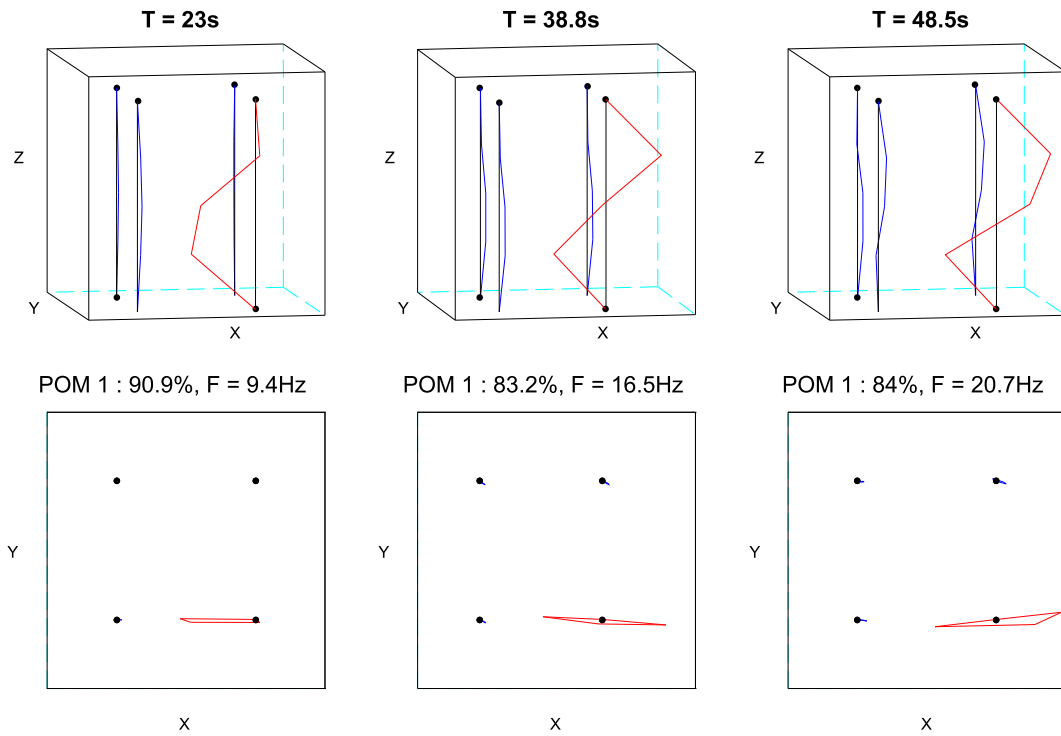 T = 23s
T = 38.8s
T = 48.5s
Z
Z
Z
Y
X
Y
X
Y
X
POM 1 : 90.9%, F = 9.4Hz
POM 1 : 83.2%, F = 16.5Hz
POM 1 : 84%, F = 20.7Hz
Y
Y
Y
X
X
X